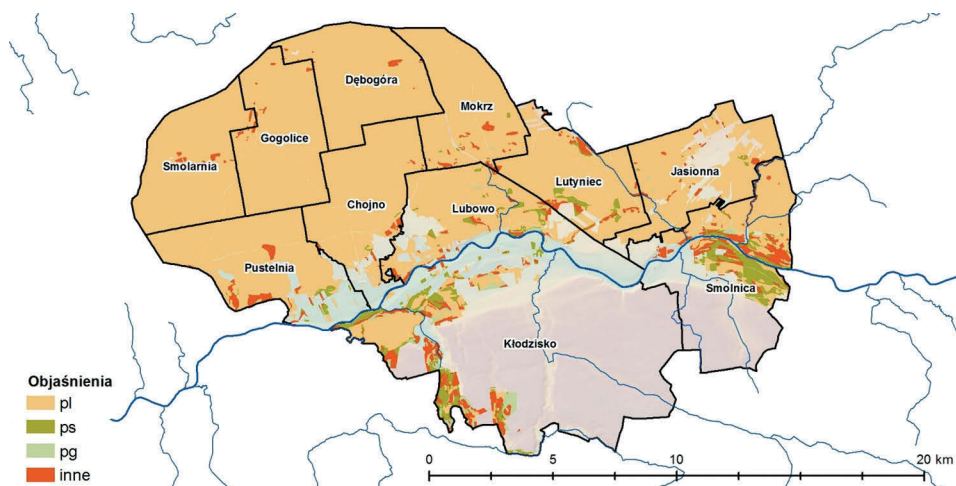 Dębogóra
Mokrz
Gogolice
Smolarnia
Lutyniec
Jasionna
Chojno
Lubowo
Pustelnia
Smolnica
Kłodzisko
Objaśnienia
pl
ps
pg
inne
0 5 10 20 km